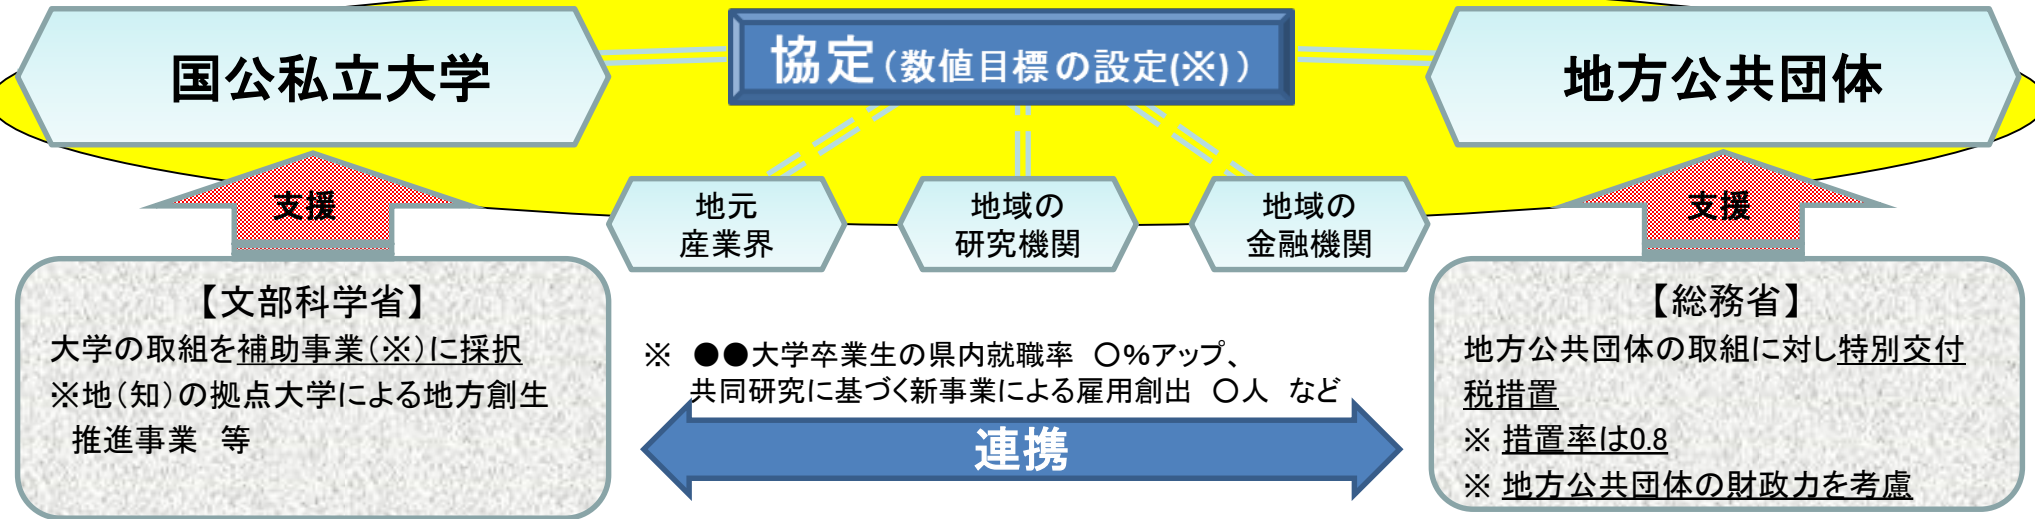 国公私立大学
協定（数値目標の設定(※)）
地方公共団体
支援
支援
地元
産業界
地域の
研究機関
地域の
金融機関
【文部科学省】
大学の取組を補助事業(※)に採択
※地（知）の拠点大学による地方創生
推進事業　等
※　●●大学卒業生の県内就職率　○%アップ、
共同研究に基づく新事業による雇用創出　○人　など
連携
【総務省】
地方公共団体の取組に対し特別交付
税措置
※ 措置率は0.8
※ 地方公共団体の財政力を考慮